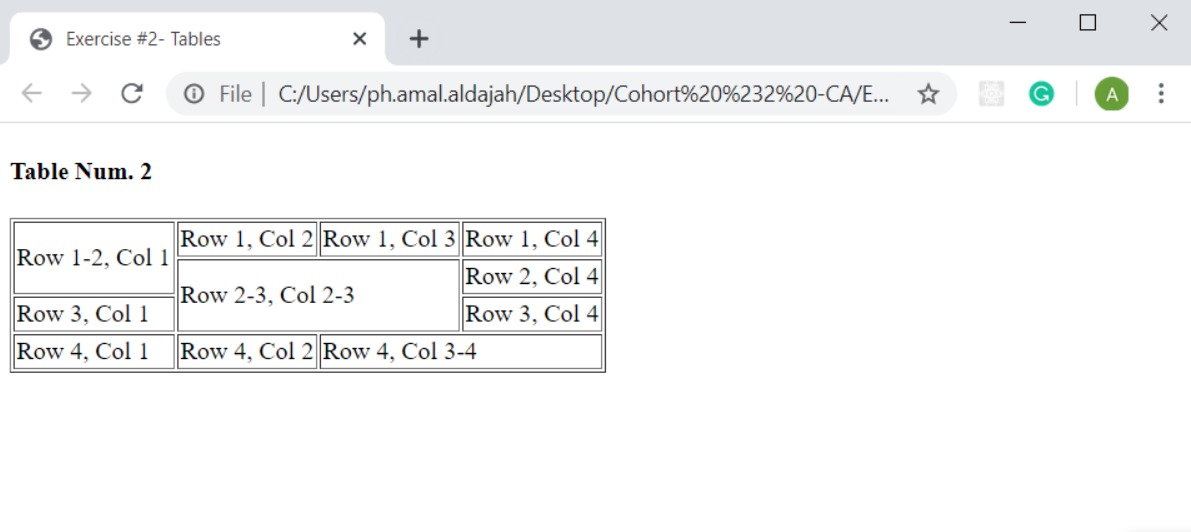 Exercise #2- Tables
File | C:/Users/ph.amal.aldajah/Desktop/Cohort%20%232%20-CA/E...
G
A
Table Num. 2
Row 1-2, Col 1 Row 1, Col 2 Row 1, Col 3 Row 1, Col 4
Row 2-3, Col 2-3 Row 2, Col 4
Row 3, Col 1 Row 3, Col 4
Row 4, Col 1 Row 4, Col 2 Row 4, Col 3-4